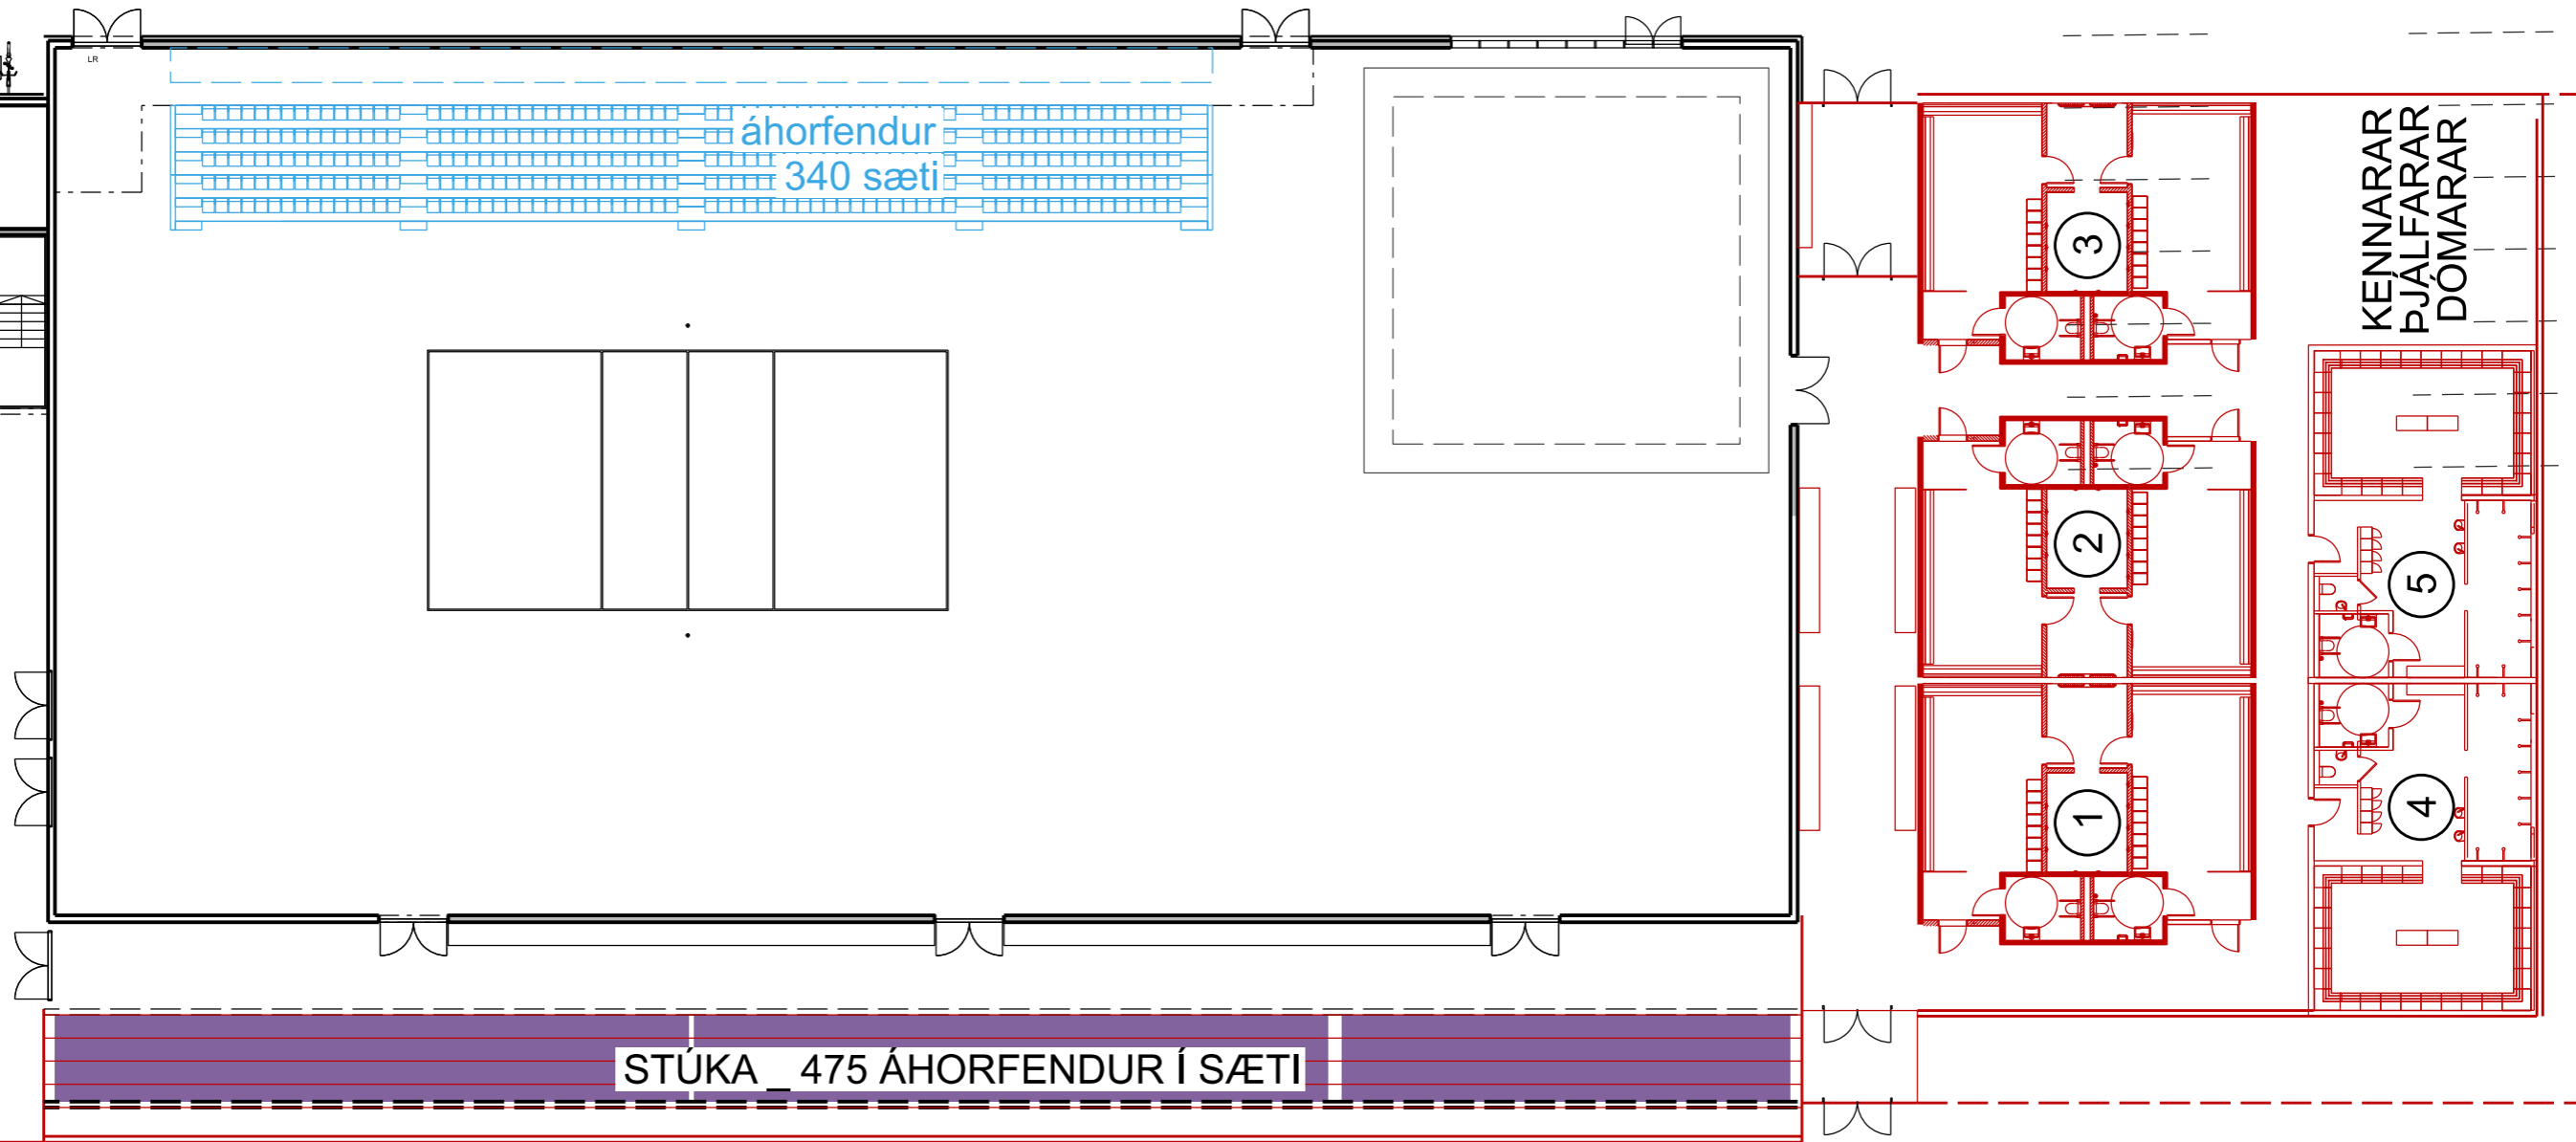 LR
áhorfendur
340 sæti
KENNARAR
ÞJÁLFARAR
DÓMARAR
3
2
5
1
4
STÚKA _ 475 ÁHORFENDUR Í SÆTI